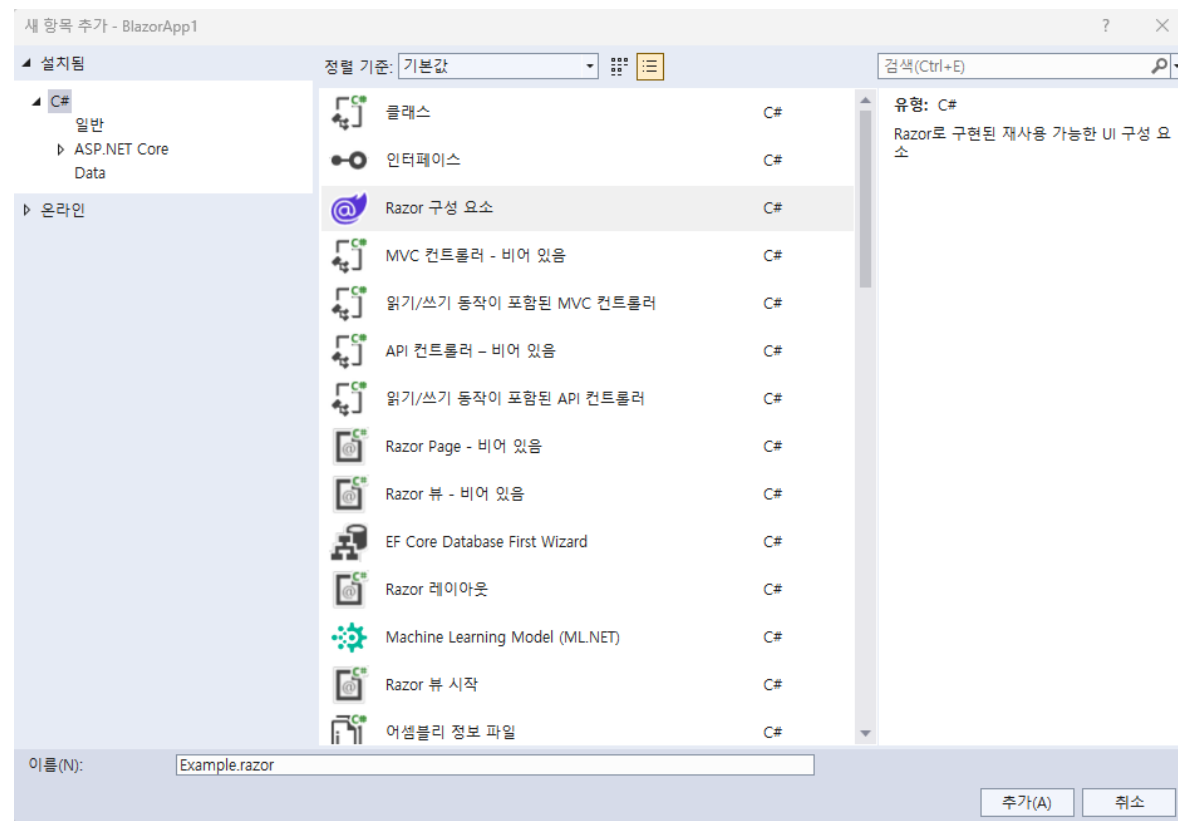 새 항목 추가 - BlazorApp1
?
설치됨
정렬 기준: 기본값
검색(Ctrl+E)
C#
일반
ASP.NET Core
Data
온라인
클래스 C#
인터페이스 C#
Razor 구성 요소 C#
MVC 컨트롤러 - 비어 있음 C#
읽기/쓰기 동작이 포함된 MVC 컨트롤러 C#
API 컨트롤러 – 비어 있음 C#
읽기/쓰기 동작이 포함된 API 컨트롤러 C#
Razor Page - 비어 있음 C#
Razor 뷰 - 비어 있음 C#
EF Core Database First Wizard C#
Razor 레이아웃 C#
Machine Learning Model (ML.NET) C#
Razor 뷰 시작 C#
어셈블리 정보 파일 C#
유형: C#
Razor로 구현된 재사용 가능한 UI 구성 요
소
이름(N): Example.razor
추가(A) 취소